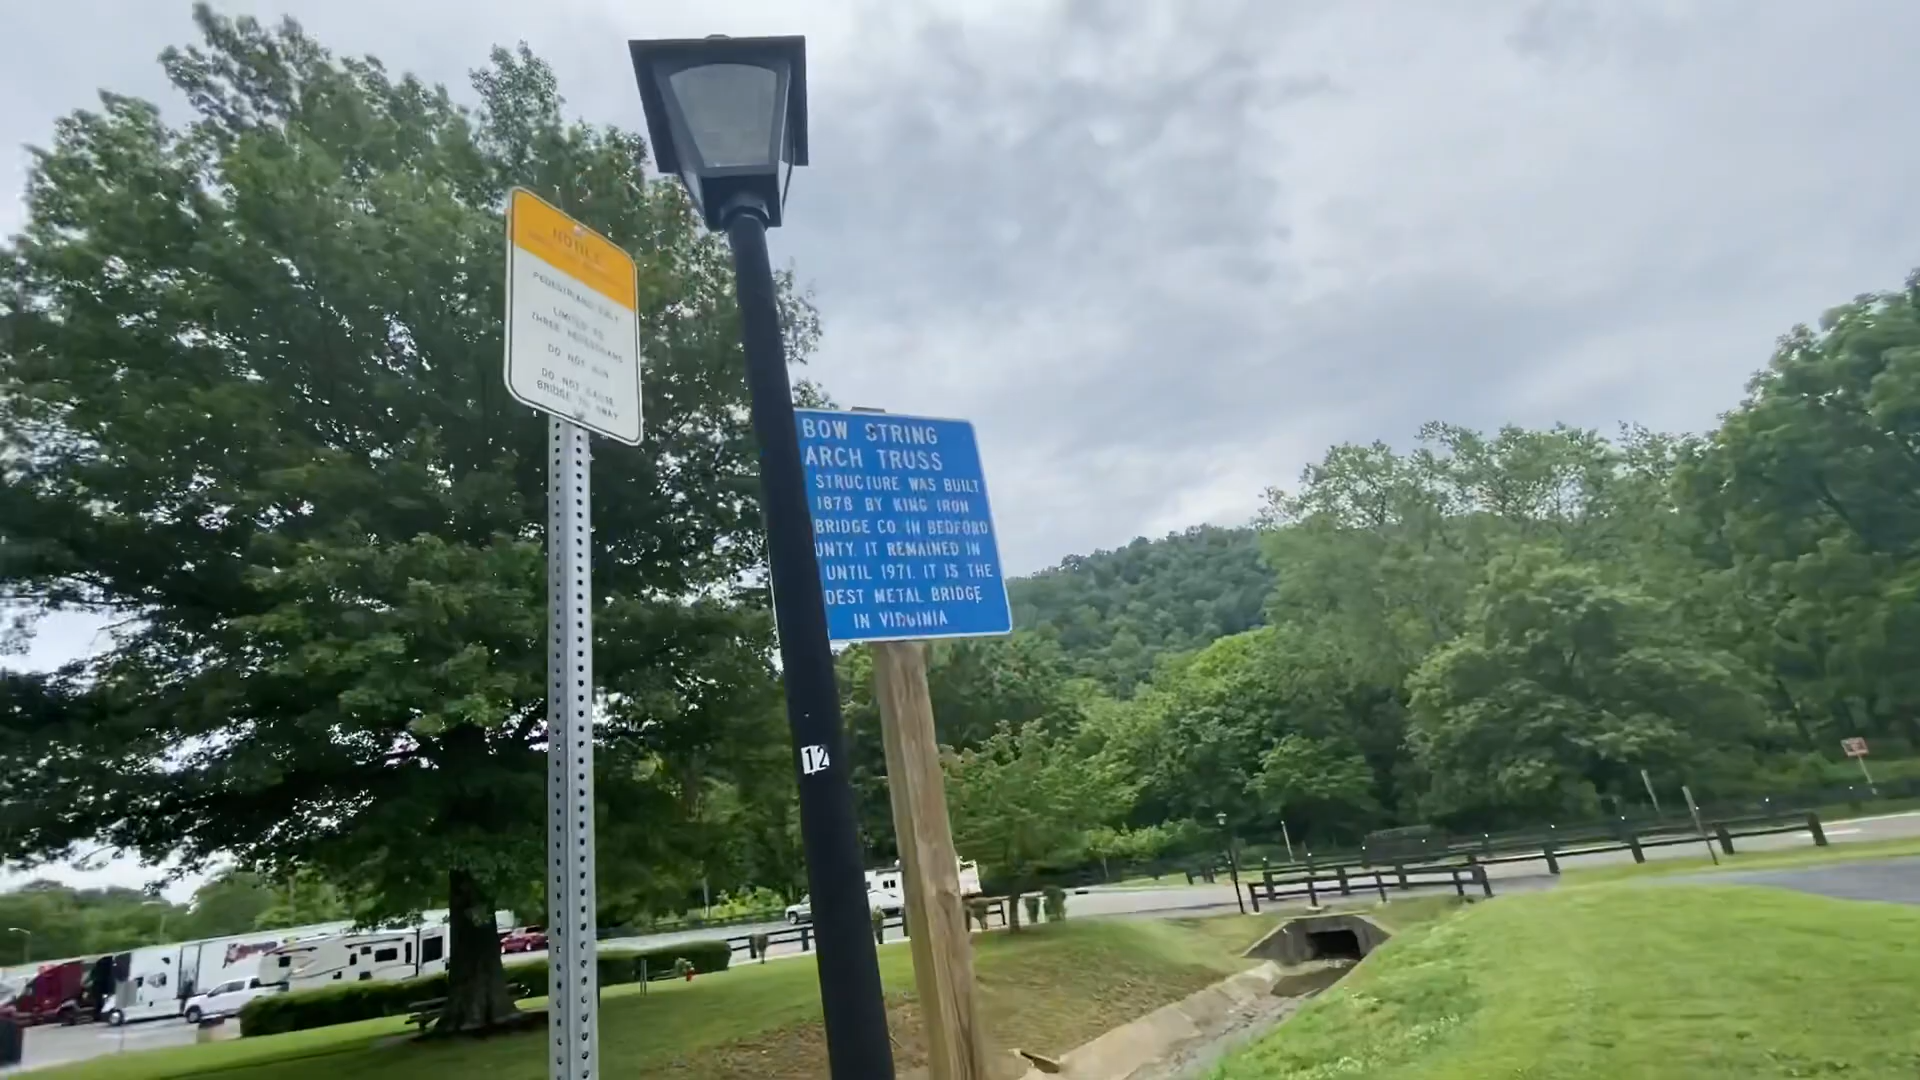 NOTICE
PEDESTRIANS ONLY
LIMITED TO
THREE PEDESTRIANS
DO NOT RUN
DO NOT CAUSE
BRIDGE TO SWAY
BOW STRING
ARCH TRUSS
STRUCTURE WAS BUILT
1878 BY KING IRON
BRIDGE CO. IN BEDFORD
UNTY. IT REMAINED IN
UNTIL 1971. IT IS THE
DEST METAL BRIDGE
IN VIRGINIA
12